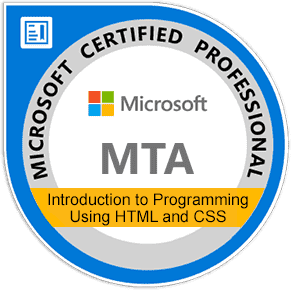 MICROSOFT CERTIFIED PROFESSIONAL
Microsoft
MTA
Introduction to Programming
Using HTML and CSS